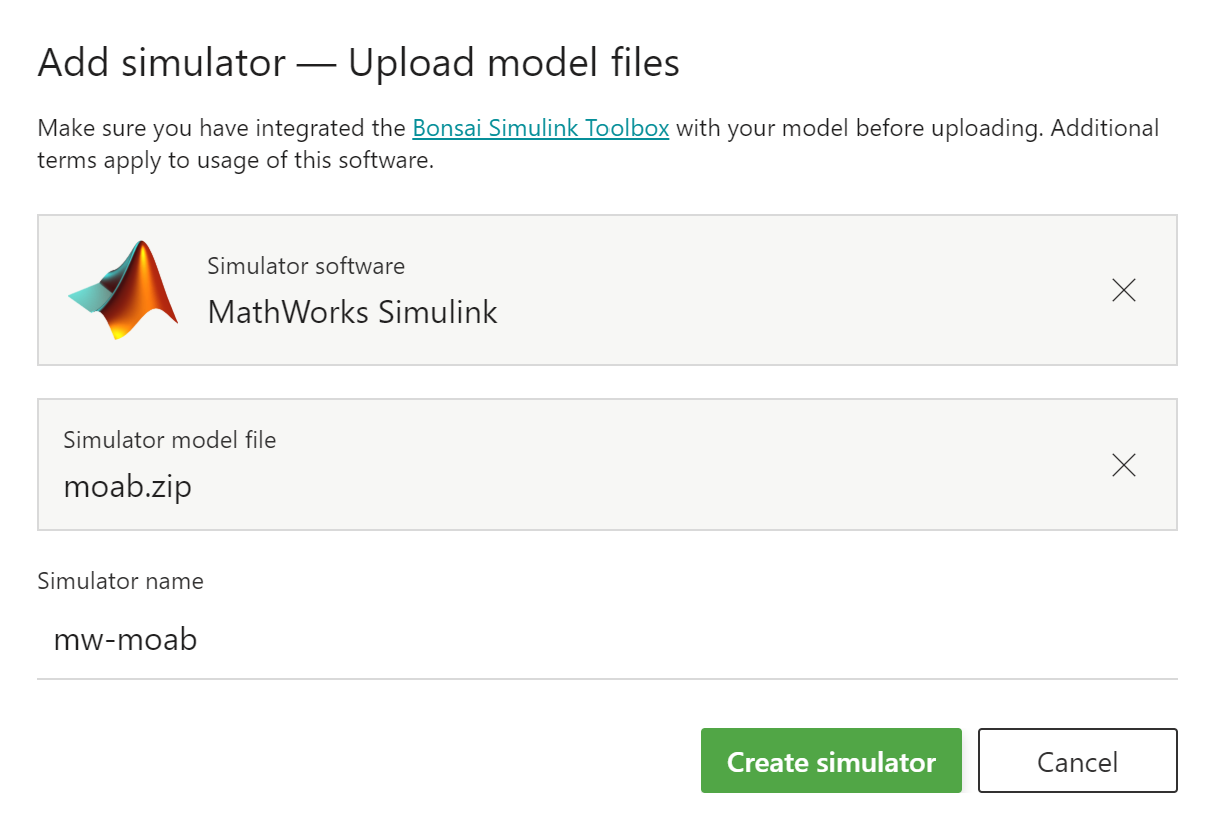 Add simulator — Upload model files
Make sure you have integrated the Bonsai Simulink Toolbox with your model before uploading. Additional
terms apply to usage of this software.
Simulator software
MathWorks Simulink
Simulator model file
moab.zip
Simulator name
mw-moab
Create simulator
Cancel